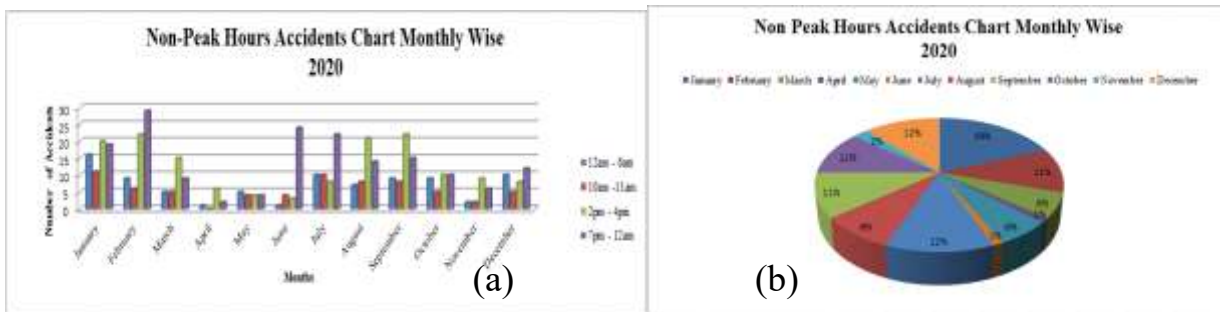 Non-Peak Hours Accidents Chart Monthly Wise
2020
Number of Accidents
30
25
20
15
10
5
0
January
February
March
April
May
June
July
August
September
October
November
December
Months
12am - 6am
10am -11am
2pm - 4pm
7pm - 12am
(a)
Non Peak Hours Accidents Chart Monthly Wise
2020
January February March April May June July August September October November December
12%
2%
12%
11%
11%
12%
(b)